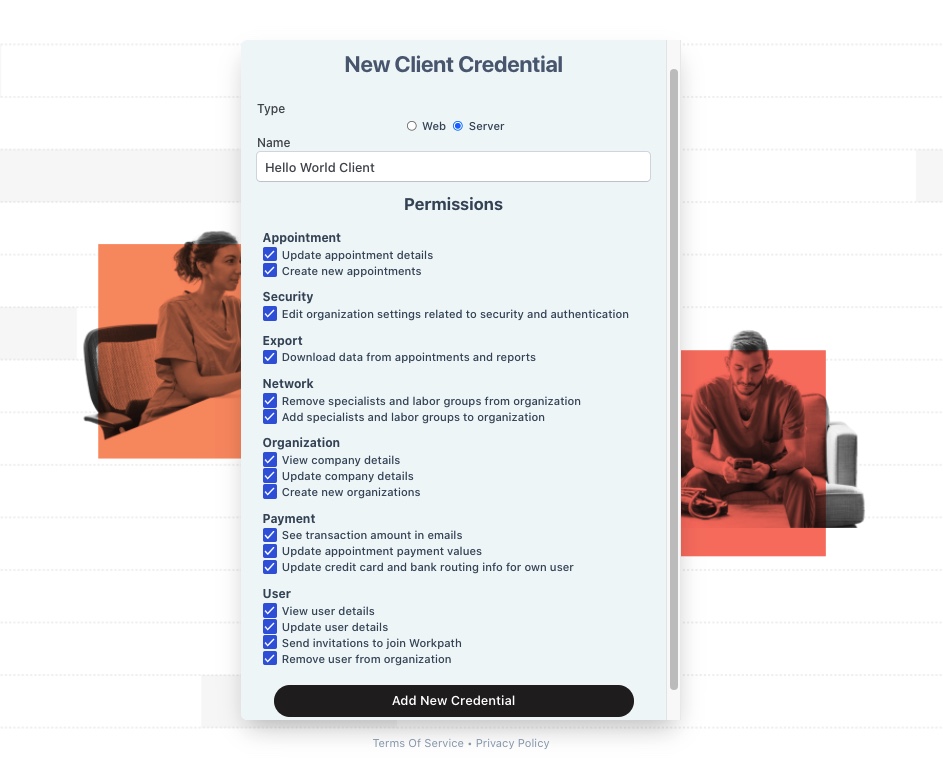 New Client Credential
Type
Web Server
Name
Hello World Client
Permissions
Appointment
Update appointment details
Create new appointments
Security
Edit organization settings related to security and authentication
Export
Download data from appointments and reports
Network
Remove specialists and labor groups from organization
Add specialists and labor groups to organization
Organization
View company details
Update company details
Create new organizations
Payment
See transaction amount in emails
Update appointment payment values
Update credit card and bank routing info for own user
User
View user details
Update user details
Send invitations to join Workpath
Remove user from organization
Add New Credential
Terms Of Service • Privacy Policy